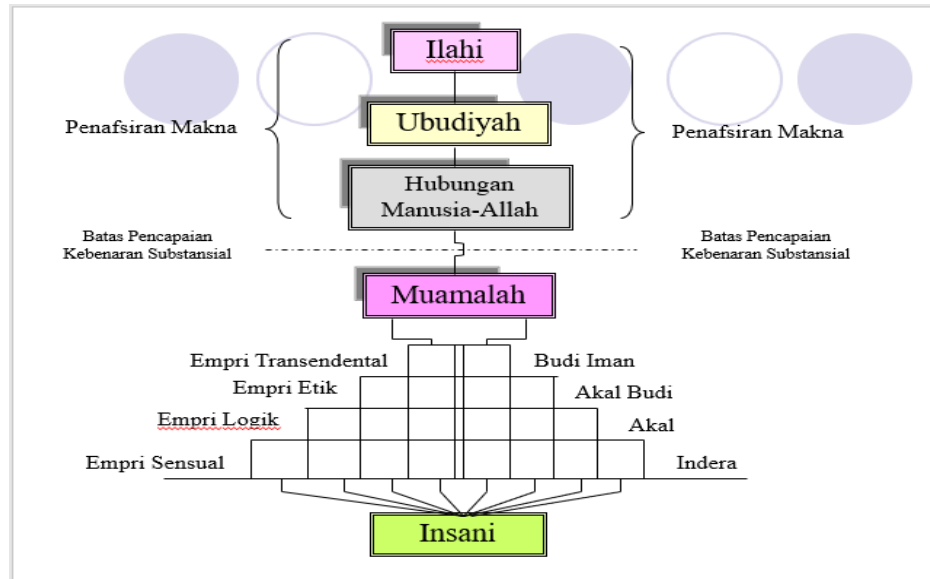 Ilahi
Penafsiran Makna
Ubudiyah
Penafsiran Makna
Hubungan
Manusia-Allah
Batas Pencapaian
Kebenaran Substansial
Batas Pencapaian
Kebenaran Substansial
Muamalah
Empri Transendental
Budi Iman
Empri Etik
Akal Budi
Empri Logik
Akal
Empri Sensual
Indera
Insani